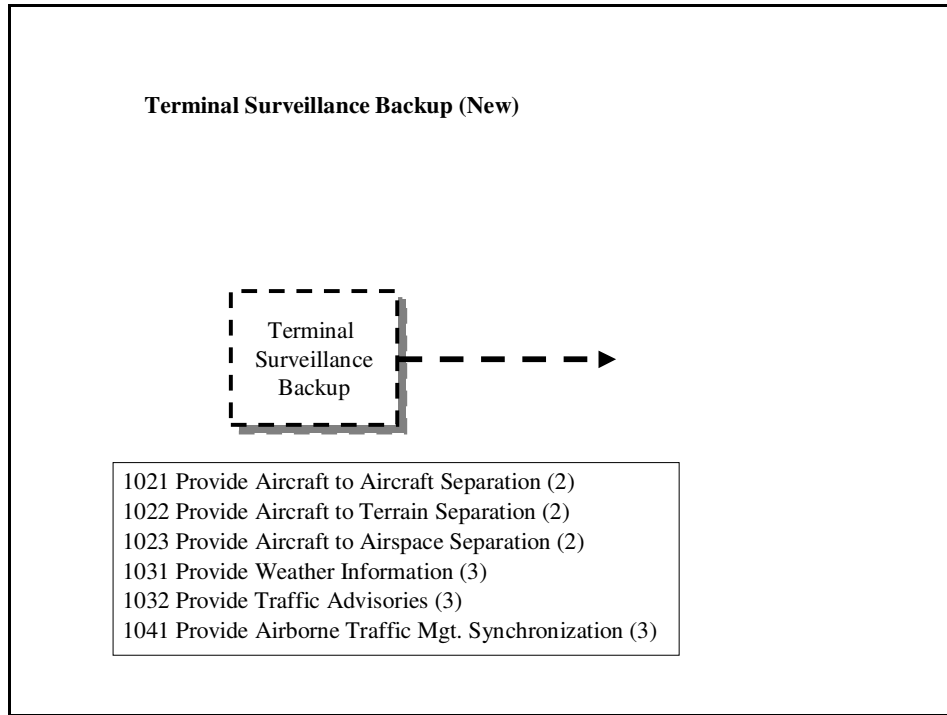 Terminal Surveillance Backup (New)
Terminal
Surveillance
Backup
1021 Provide Aircraft to Aircraft Separation (2)
1022 Provide Aircraft to Terrain Separation (2)
1023 Provide Aircraft to Airspace Separation (2)
1031 Provide Weather Information (3)
1032 Provide Traffic Advisories (3)
1041 Provide Airborne Traffic Mgt. Synchronization (3)